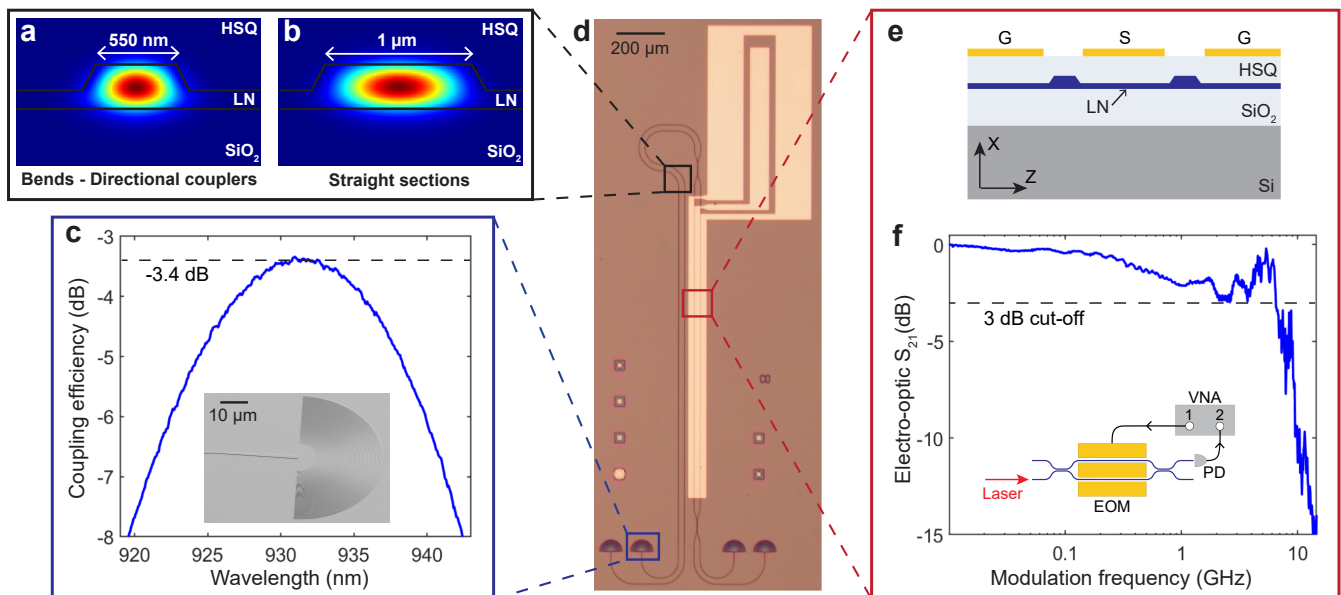 a
HSQ
550 nm
LN
SiO₂
Bends - Directional couplers
b
HSQ
1 µm
LN
SiO₂
Straight sections
c
-3
-4
-5
-6
-7
-8
Coupling efficiency (dB)
-3.4 dB
10 µm
920
925
930
935
940
Wavelength (nm)
d
200 µm
e
G
S
G
HSQ
LN
SiO₂
X
Z
Si
f
0
-5
-10
-15
Electro-optic S₂₁(dB)
3 dB cut-off
VNA
1
2
PD
Laser
EOM
0.1
1
10
Modulation frequency (GHz)